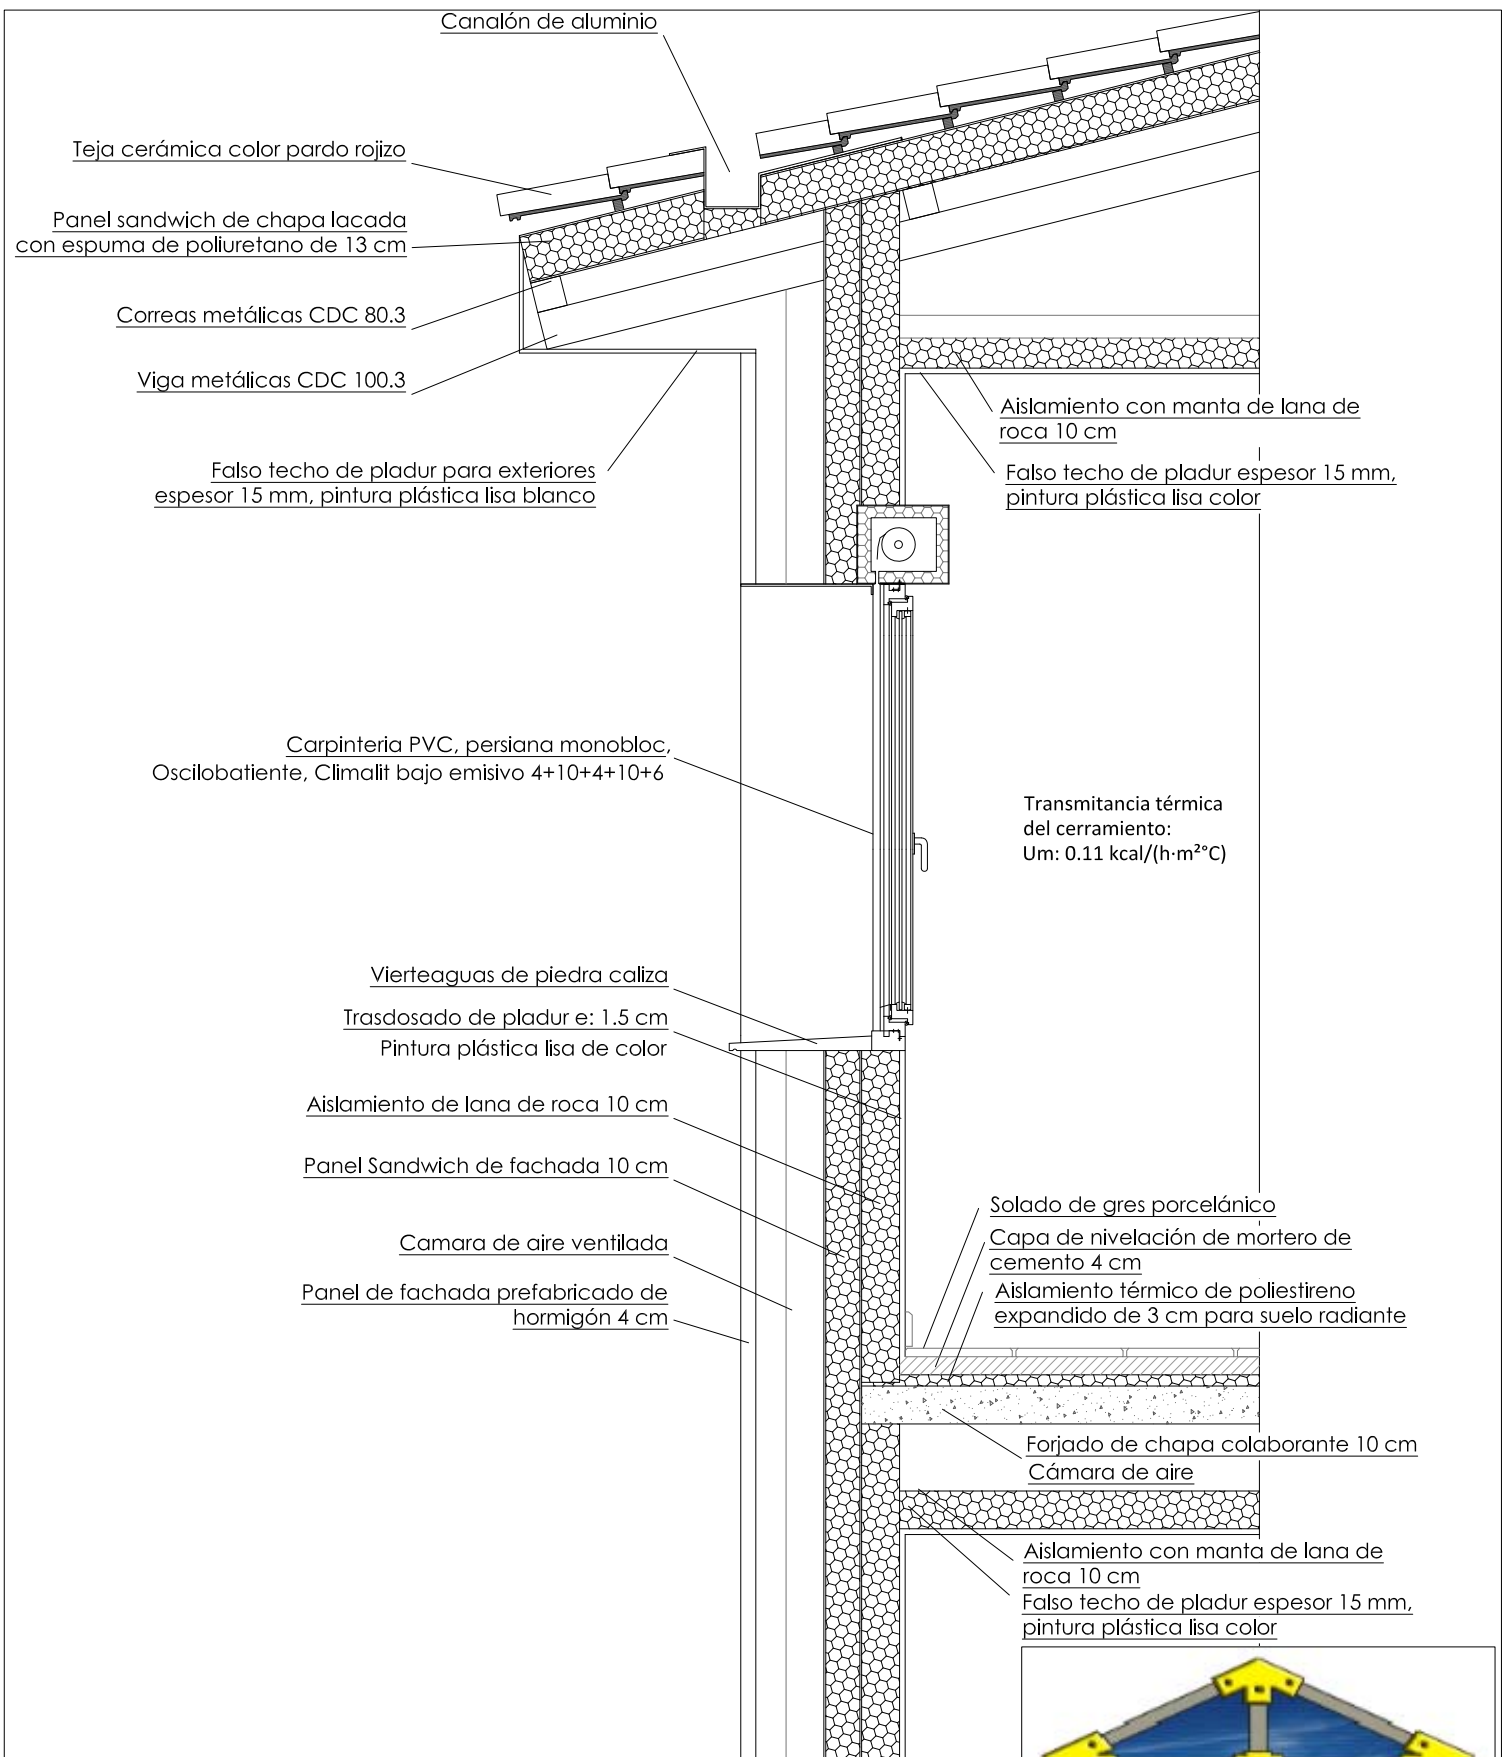 Canalón de aluminio
Teja cerámica color pardo rojizo
Panel sandwich de chapa lacada
con espuma de poliuretano de 13 cm
Correas metálicas CDC 80.3
Viga metálicas CDC 100.3
Falso techo de pladur para exteriores
espesor 15 mm, pintura plástica lisa blanco
Aislamiento con manta de lana de
roca 10 cm
Falso techo de pladur espesor 15 mm,
pintura plástica lisa color
Carpinteria PVC, persiana monobloc,
Oscilobatiente, Climalit bajo emisivo 4+10+4+10+6
Transmitancia térmica
del cerramiento:
Um: 0.11 kcal/(h·m²°C)
Vierteaguas de piedra caliza
Trasdosado de pladur e: 1.5 cm
Pintura plástica lisa de color
Aislamiento de lana de roca 10 cm
Panel Sandwich de fachada 10 cm
Camara de aire ventilada
Panel de fachada prefabricado de
hormigón 4 cm
Solado de gres porcelánico
Capa de nivelación de mortero de
cemento 4 cm
Aislamiento térmico de poliestireno
expandido de 3 cm para suelo radiante
Forjado de chapa colaborante 10 cm
Cámara de aire
Aislamiento con manta de lana de
roca 10 cm
Falso techo de pladur espesor 15 mm,
pintura plástica lisa color